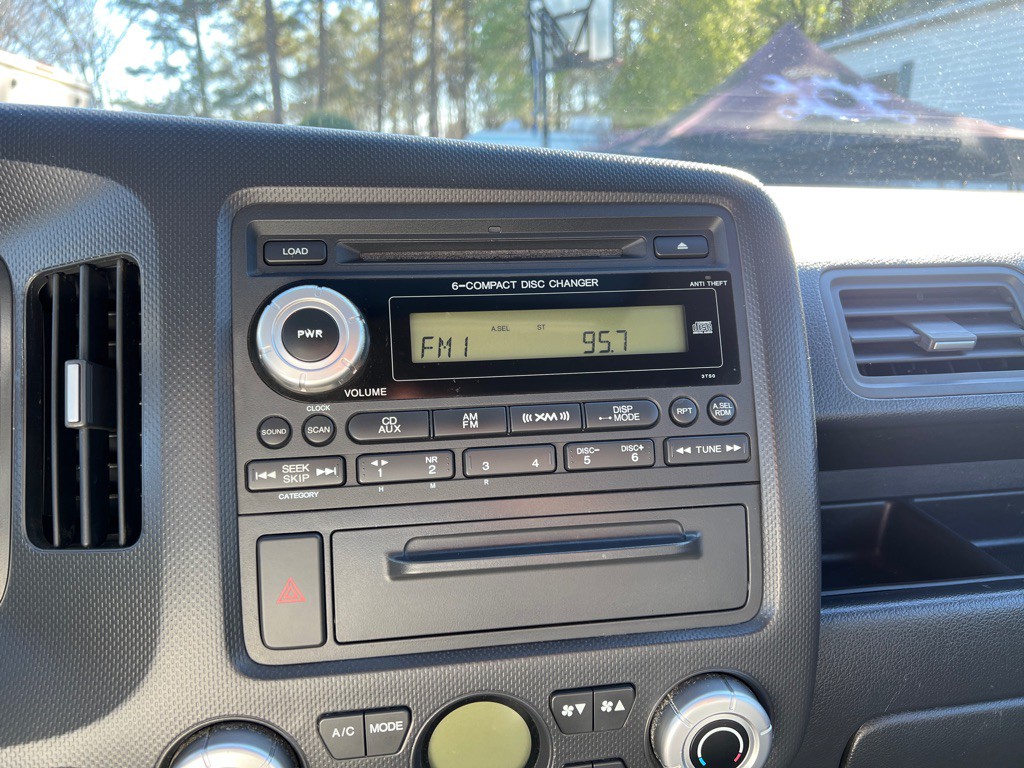 LOAD
6-COMPACT DISC CHANGER
ANTI THEFT
PWR
A.SEL ST
FM1 95.7
3TS0
VOLUME
CLOCK
SOUND
SCAN
CD
AUX
AM
FM
XM
DISP
MODE
RPT
A.SEL
RDM
SEEK
SKIP
CATEGORY
1
NR
2
3 4
DISC-
5
DISC+
6
TUNE
H M R
A/C
MODE